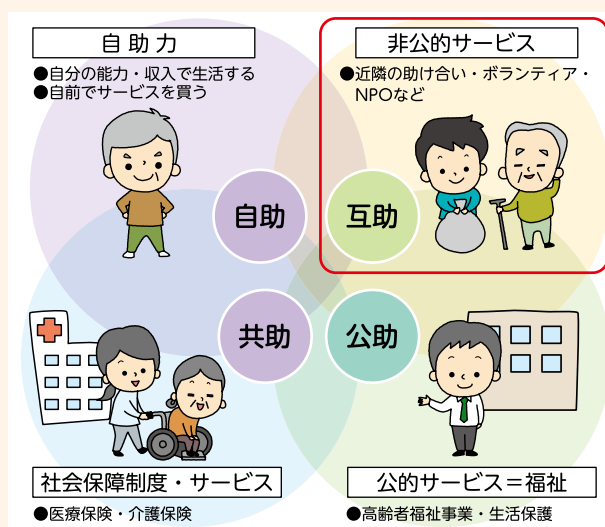 自助力
●自分の能力・収入で生活する
●自前でサービスを買う
非公的サービス
●近隣の助け合い・ボランティア・
NPOなど
自助
互助
共助
公助
社会保障制度・サービス
●医療保険・介護保険
公的サービス＝福祉
●高齢者福祉事業・生活保護